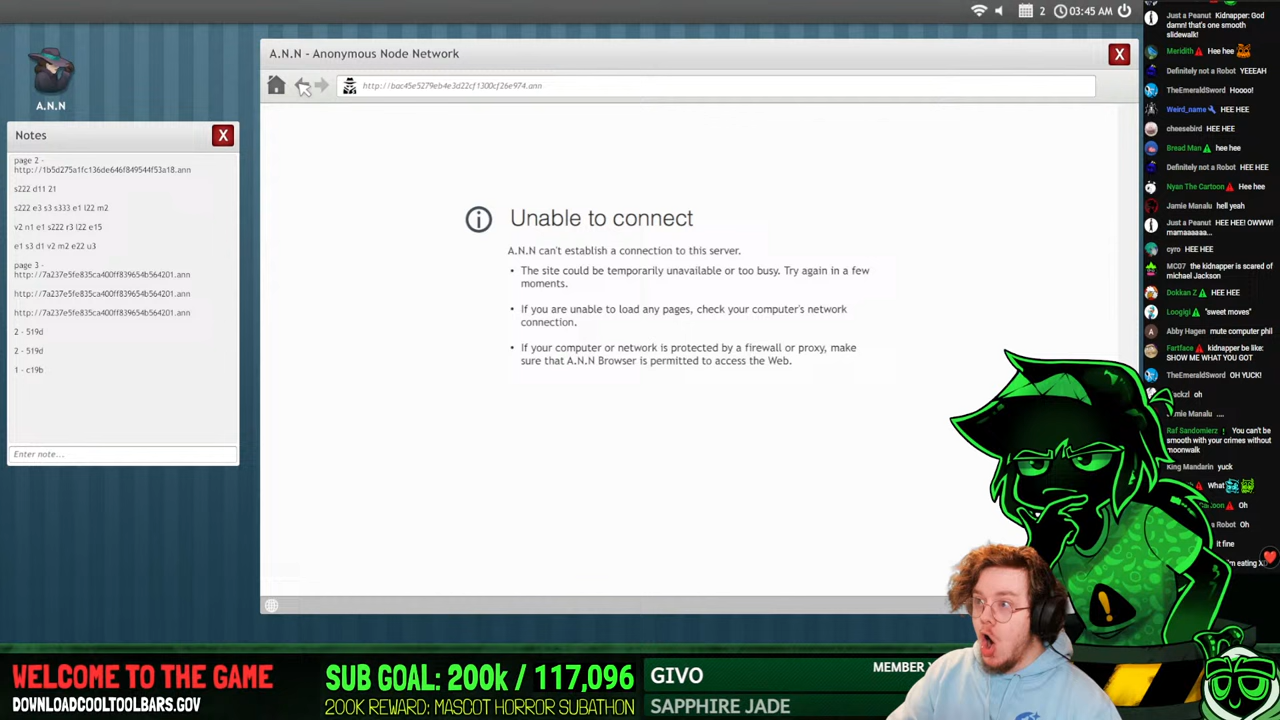 2
03:45 AM
A.N.N
A.N.N - Anonymous Node Network
X
http://bac45e5279eb4e3d22cf1300cf26e974.ann
Notes
X
page 2 -
http://1b5d275a1fc136de646f849544f53a18.ann
s222 d11 21
s222 e3 s3 s333 e1 l22 m2
v2 n1 e1 s222 r3 l22 e15
e1 s3 d1 v2 m2 e22 u3
page 3 -
http://7a237e5fe835ca400ff839654b564201.ann
http://7a237e5fe835ca400ff839654b564201.ann
http://7a237e5fe835ca400ff839654b564201.ann
2 - 519d
2 - 519d
1 - c19b
Enter note...
Unable to connect
A.N.N can't establish a connection to this server.
• The site could be temporarily unavailable or too busy. Try again in a few
moments.
• If you are unable to load any pages, check your computer's network
connection.
• If your computer or network is protected by a firewall or proxy, make
sure that A.N.N Browser is permitted to access the Web.
Just a Peanut Kidnapper: God
damn! that's one smooth
slidewalk!
Meridith Hee hee
Definitely not a Robot YEEEAH
TheEmeraldSword Hoooo!
Weird_name HEE HEE
cheesebird HEE HEE
Bread Man hee hee
Definitely not a Robot HEE HEE
Nyan The Cartoon Hee hee
Jamie Manalu hell yeah
Just a Peanut HEE HEE! OWWW!
mamaaaaaa...
cyro HEE HEE
MC07 the kidnapper is scared of
michael Jackson
Dokkan Z HEE HEE
Loogigi "sweet moves"
Abby Hagen mute computer phil
Fartface kidnapper be like:
SHOW ME WHAT YOU GOT
TheEmeraldSword OH YUCK!
oh
Manalu ....
Raf Sandomierz You can't be
smooth with your crimes without
moonwalk
King Mandarin yuck
What
Oh
Robot Oh
it fine
eating
WELCOME TO THE GAME
DOWNLOADCOOLTOOLBARS.GOV
SUB GOAL: 200k / 117,096
200K REWARD: MASCOT HORROR SUBATHON
GIVO
MEMBER
SAPPHIRE JADE